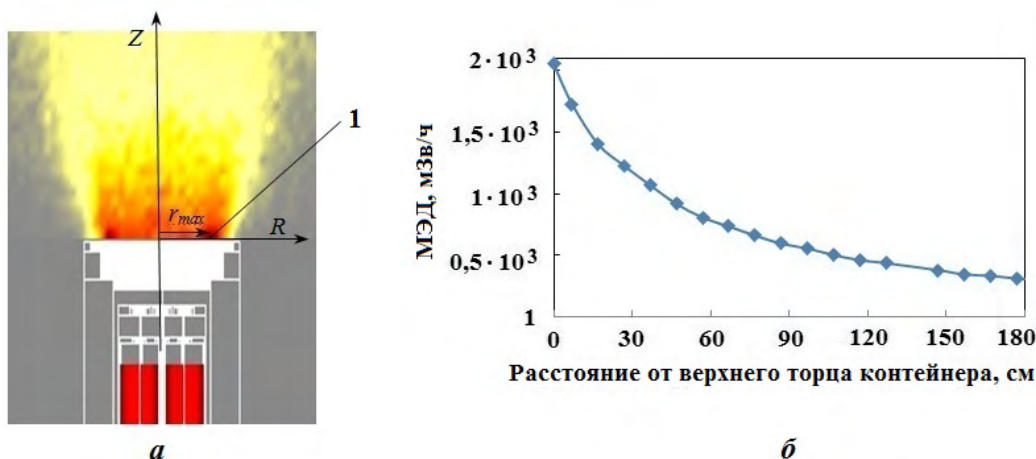 Z
1
r max
R
а
МЭД, мЗв/ч
2 · 10³
1,5 · 10³
1 · 10³
0,5 · 10³
1
0 30 60 90 120 150 180
Расстояние от верхнего торца контейнера, см
б